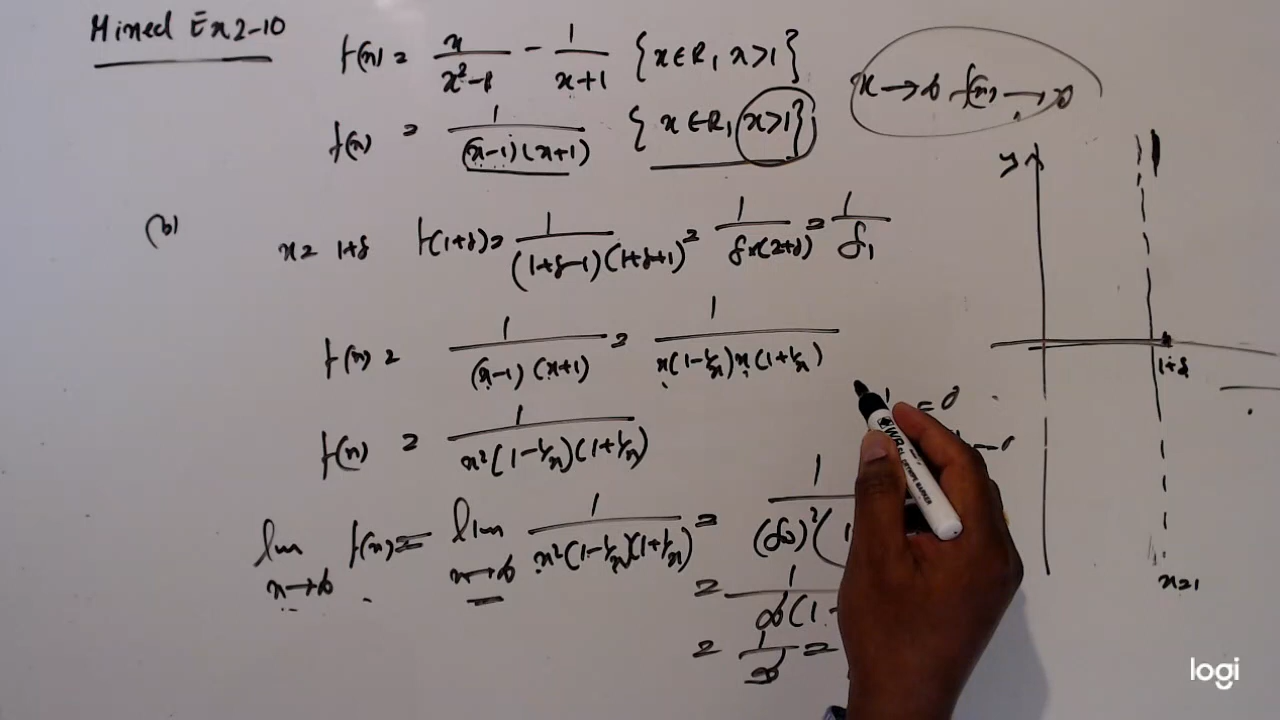 Mixed Ex 2-10
f(x) = x/(x²-1) - 1/(x+1) {x∈R, x>1}
x → ∞ f(x) → 0
f(x) = 1/((x-1)(x+1)) {x∈R, x>1}
y
(b)
x = 1+δ f(1+δ) = 1/((1+δ-1)(1+δ+1)) = 1/(δ×(2+δ)) = 1/δ₁
f(x) = 1/((x-1)(x+1)) = 1/(x(1-1/x)x(1+1/x))
1+δ
= 0
f(x) = 1/(x²(1-1/x)(1+1/x))
lim x→∞ f(x) = lim x→∞ 1/(x²(1-1/x)(1+1/x)) = 1/((∞)²(1
= 1/(∞(1-
x=1
= 1/∞ =
logi